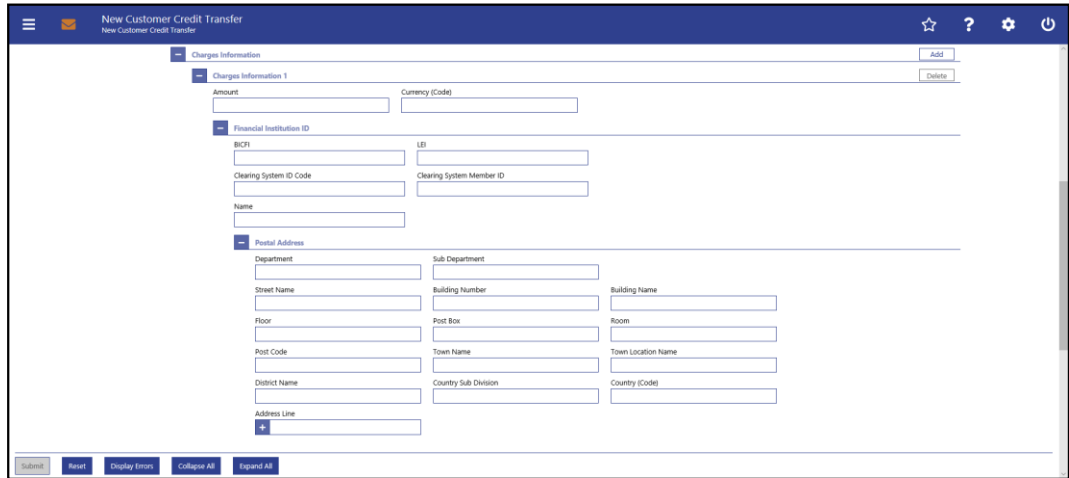 New Customer Credit Transfer
New Customer Credit Transfer
?
Charges Information Add
Charges Information 1 Delete
Amount Currency (Code)
Financial Institution ID
BICFI LEI
Clearing System ID Code Clearing System Member ID
Name
Postal Address
Department Sub Department
Street Name Building Number Building Name
Floor Post Box Room
Post Code Town Name Town Location Name
District Name Country Sub Division Country (Code)
Address Line
Submit Reset Display Errors Collapse All Expand All